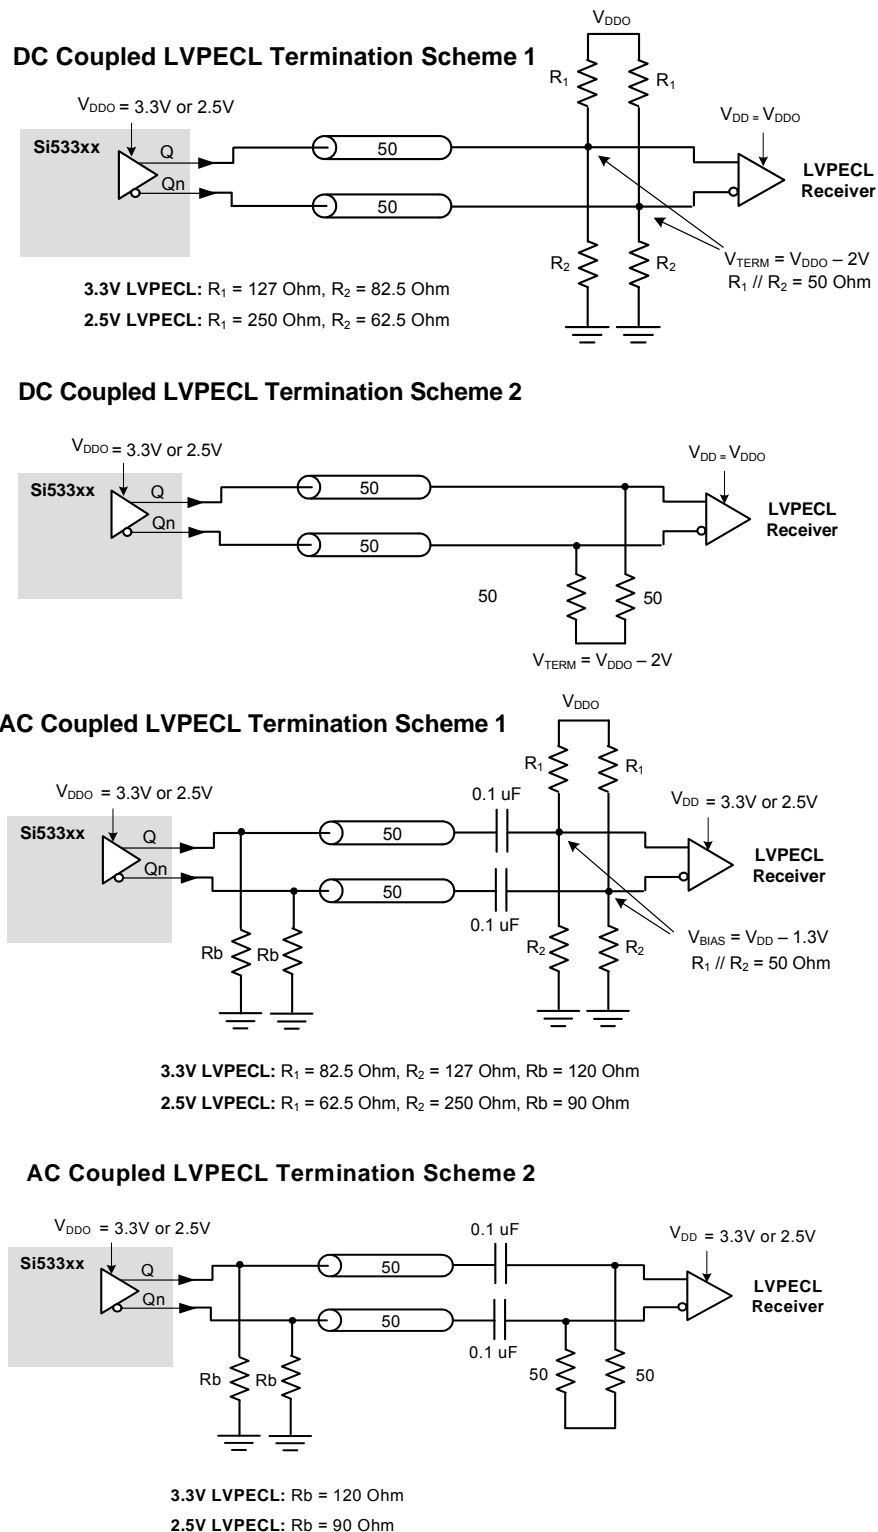 DC Coupled LVPECL Termination Scheme 1
VDDO
R1
R1
VDDO = 3.3V or 2.5V
VDD = VDDO
Si533xx
Q
Qn
50
50
LVPECL
Receiver
R2
R2
VTERM = VDDO – 2V
R1 // R2 = 50 Ohm
3.3V LVPECL: R1 = 127 Ohm, R2 = 82.5 Ohm
2.5V LVPECL: R1 = 250 Ohm, R2 = 62.5 Ohm
DC Coupled LVPECL Termination Scheme 2
VDDO = 3.3V or 2.5V
VDD = VDDO
Si533xx
Q
Qn
50
50
LVPECL
Receiver
50
50
VTERM = VDDO – 2V
AC Coupled LVPECL Termination Scheme 1
VDDO
R1
R1
VDDO = 3.3V or 2.5V
0.1 uF
VDD = 3.3V or 2.5V
Si533xx
Q
Qn
50
50
LVPECL
Receiver
0.1 uF
Rb
Rb
R2
R2
VBIAS = VDD – 1.3V
R1 // R2 = 50 Ohm
3.3V LVPECL: R1 = 82.5 Ohm, R2 = 127 Ohm, Rb = 120 Ohm
2.5V LVPECL: R1 = 62.5 Ohm, R2 = 250 Ohm, Rb = 90 Ohm
AC Coupled LVPECL Termination Scheme 2
VDDO = 3.3V or 2.5V
0.1 uF
VDD = 3.3V or 2.5V
Si533xx
Q
Qn
50
50
LVPECL
Receiver
0.1 uF
Rb
Rb
50
50
3.3V LVPECL: Rb = 120 Ohm
2.5V LVPECL: Rb = 90 Ohm